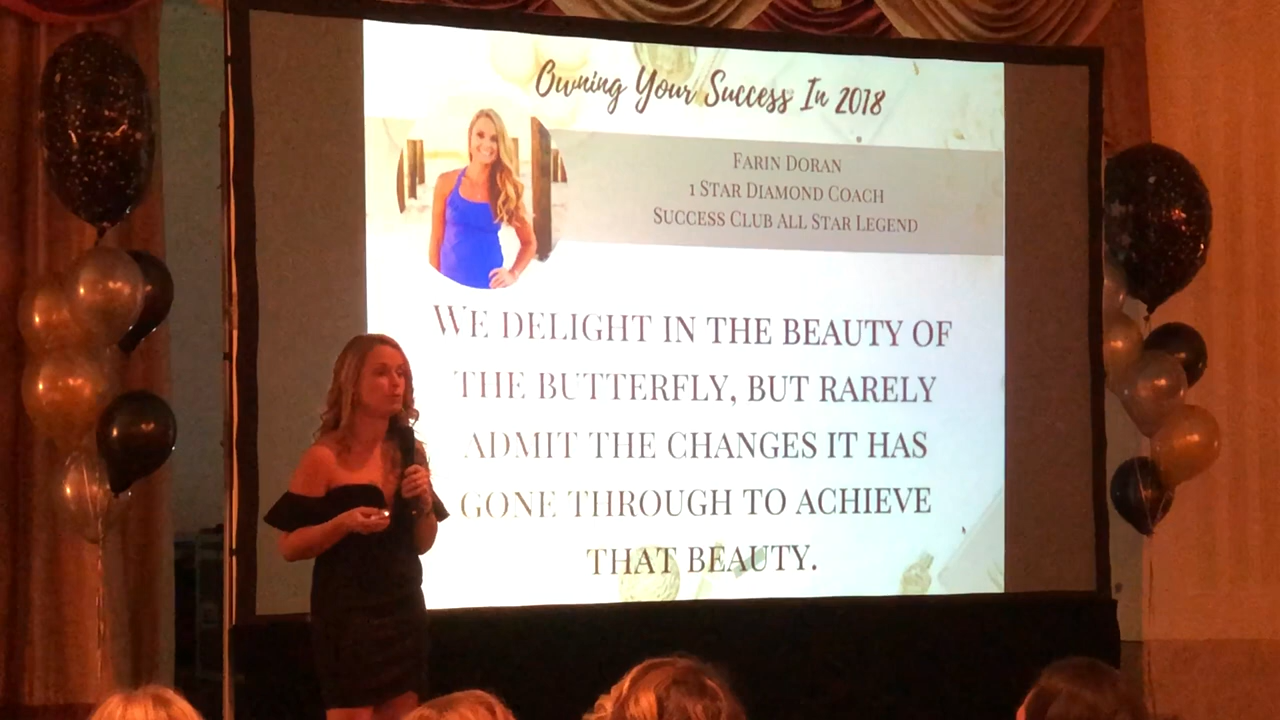 Owning Your Success In 2018
Farin Doran
1 Star Diamond Coach
Success Club All Star Legend
We delight in the beauty of
the butterfly, but rarely
admit the changes it has
gone through to achieve
that beauty.